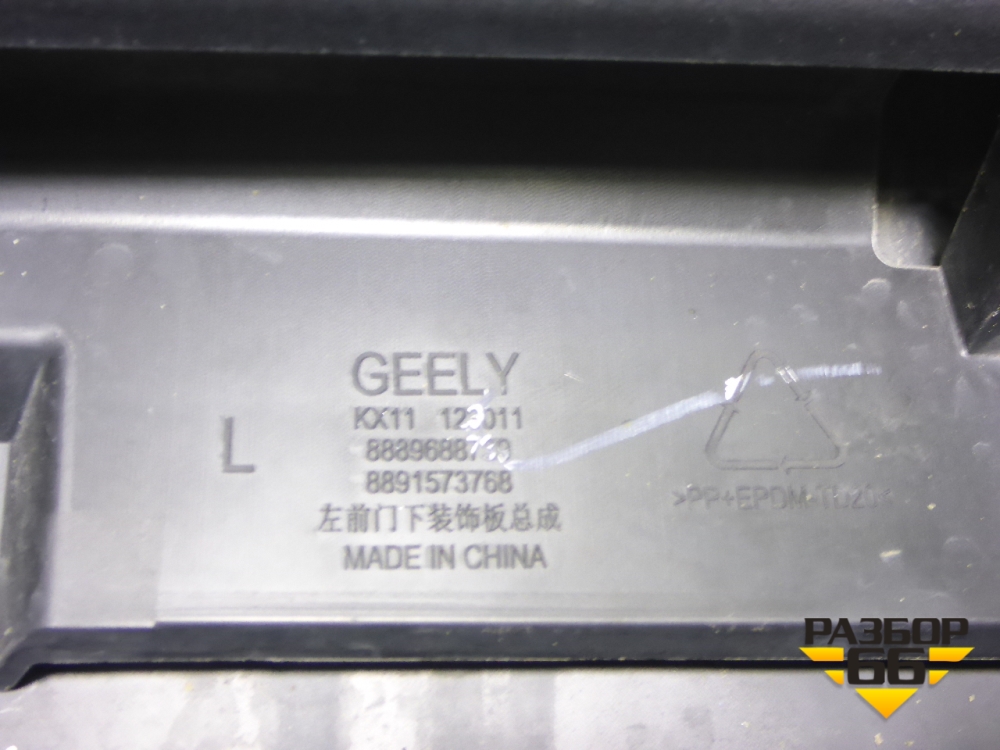 GEELY
KX11
L
8891573768
左前门下装饰板总成
MADE IN CHINA
РАЗБОР
66